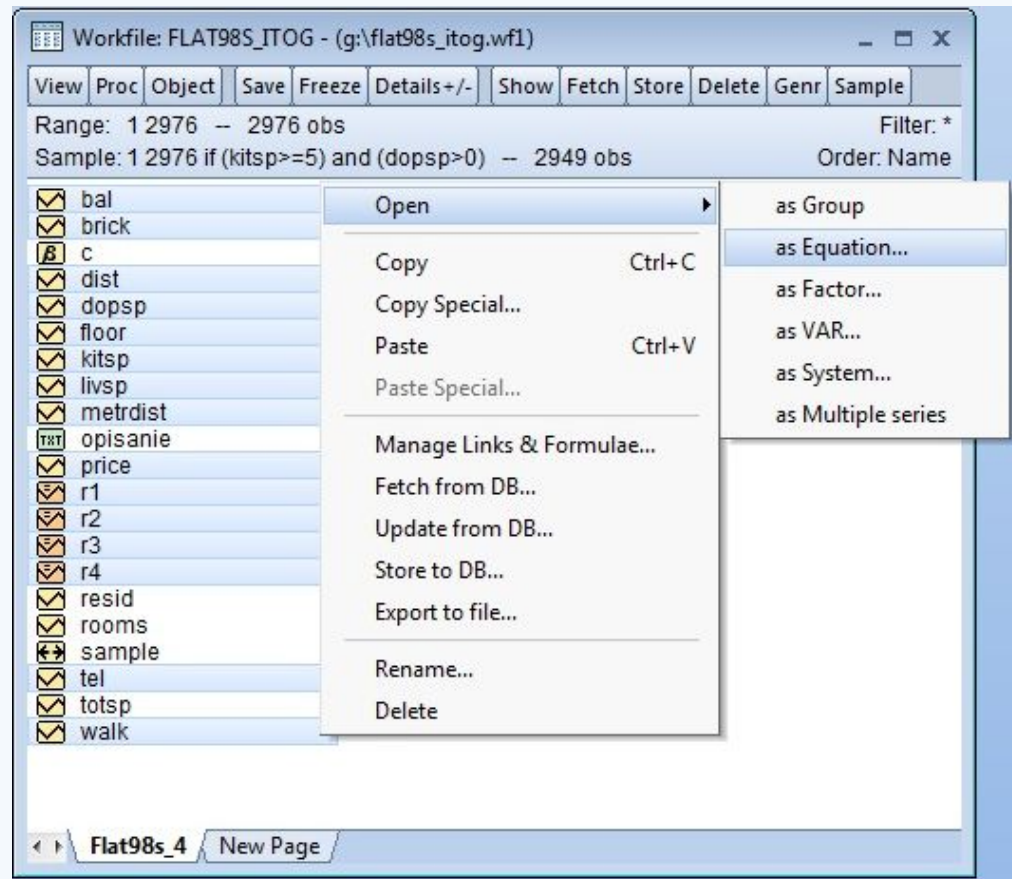 Workfile: FLAT98S_ITOG - (g:\flat98s_itog.wf1)
View Proc Object Save Freeze Details+/- Show Fetch Store Delete Genr Sample
Range: 1 2976 -- 2976 obs Filter: *
Sample: 1 2976 if (kitsp>=5) and (dopsp>0) -- 2949 obs Order: Name
bal
brick
β c
dist
dopsp
floor
kitsp
livsp
metrdist
TXT opisanie
price
r1
r2
r3
r4
resid
rooms
sample
tel
totsp
walk
Open
Copy Ctrl+C
Copy Special...
Paste Ctrl+V
Paste Special...
Manage Links & Formulae...
Fetch from DB...
Update from DB...
Store to DB...
Export to file...
Rename...
Delete
as Group
as Equation...
as Factor...
as VAR...
as System...
as Multiple series
Flat98s_4 New Page